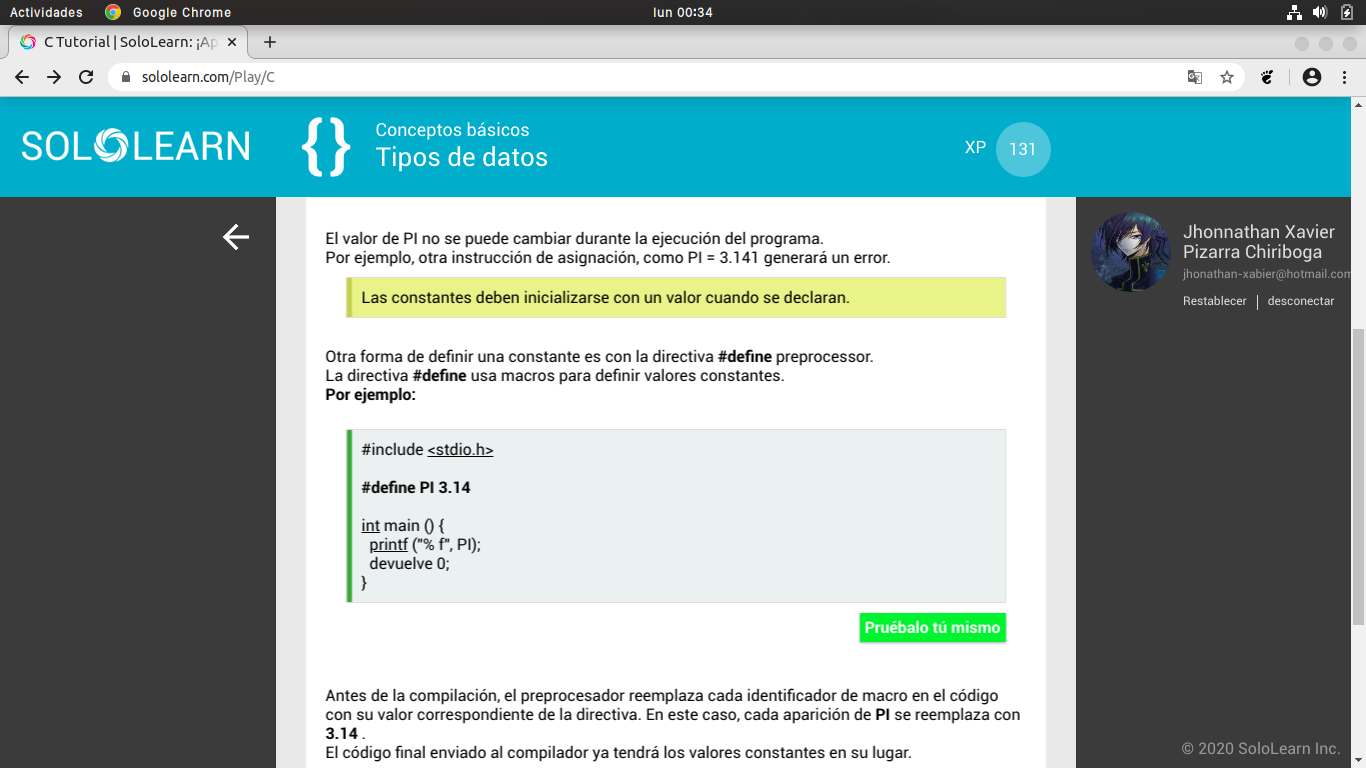 Actividades
Google Chrome
lun 00:34
C Tutorial | SoloLearn: ¡Ap
sololearn.com/Play/C
SOLOLEARN
{ }
Conceptos básicos
Tipos de datos
XP 131
El valor de PI no se puede cambiar durante la ejecución del programa.
Por ejemplo, otra instrucción de asignación, como PI = 3.141 generará un error.
Las constantes deben inicializarse con un valor cuando se declaran.
Otra forma de definir una constante es con la directiva #define preprocessor.
La directiva #define usa macros para definir valores constantes.
Por ejemplo:
#include <stdio.h>
#define PI 3.14
int main () {
printf ("% f", PI);
devuelve 0;
}
Pruébalo tú mismo
Antes de la compilación, el preprocesador reemplaza cada identificador de macro en el código
con su valor correspondiente de la directiva. En este caso, cada aparición de PI se reemplaza con
3.14 .
El código final enviado al compilador ya tendrá los valores constantes en su lugar.
Jhonnathan Xavier
Pizarra Chiriboga
jhonathan-xabier@hotmail.com
Restablecer | desconectar
© 2020 SoloLearn Inc.